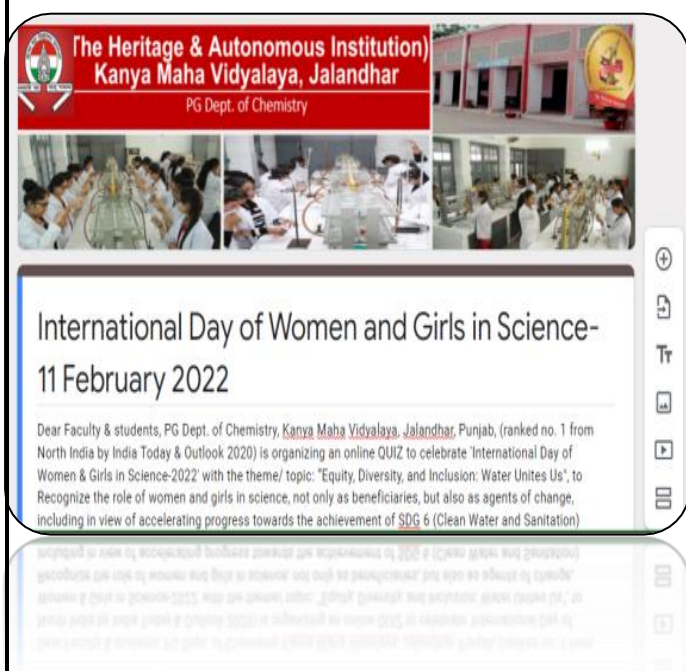 The Heritage & Autonomous Institution)
Kanya Maha Vidyalaya, Jalandhar
PG Dept. of Chemistry
International Day of Women and Girls in Science-
11 February 2022
Dear Faculty & students, PG Dept. of Chemistry, Kanya Maha Vidyalaya, Jalandhar, Punjab, (ranked no. 1 from
North India by India Today & Outlook 2020) is organizing an online QUIZ to celebrate 'International Day of
Women & Girls in Science-2022' with the theme/ topic: "Equity, Diversity, and Inclusion: Water Unites Us", to
Recognize the role of women and girls in science, not only as beneficiaries, but also as agents of change,
including in view of accelerating progress towards the achievement of SDG 6 (Clean Water and Sanitation)